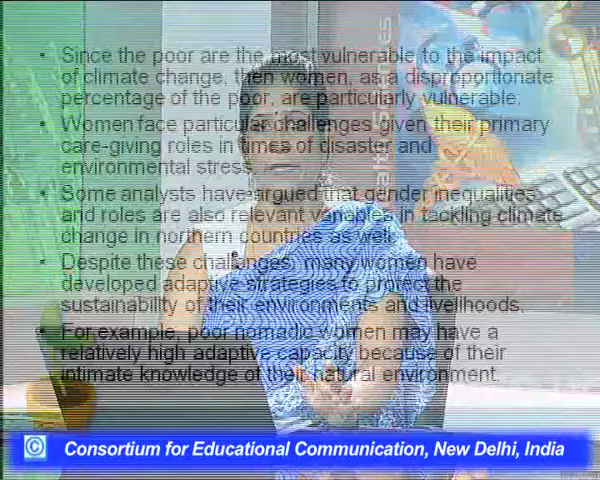 • Since the poor are the most vulnerable to the impact
of climate change, then women, as a disproportionate
percentage of the poor, are particularly vulnerable.
• Women face particular challenges given their primary
care-giving roles in times of disaster and
environmental stress.
• Some analysts have argued that gender inequalities
and roles are also relevant variables in tackling climate
change in northern countries as well.
• Despite these challenges, many women have
developed adaptive strategies to protect the
sustainability of their environments and livelihoods.
• For example, poor nomadic women may have a
relatively high adaptive capacity because of their
intimate knowledge of their natural environment.
© Consortium for Educational Communication, New Delhi, India